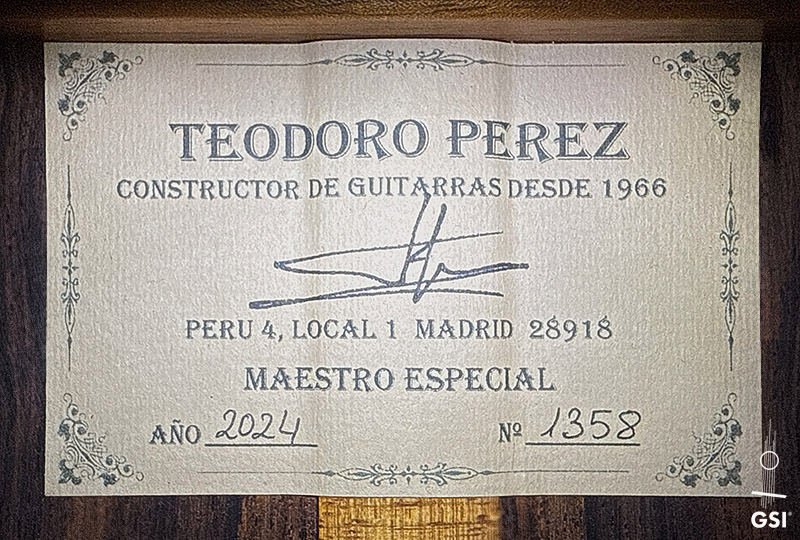 TEODORO PEREZ
CONSTRUCTOR DE GUITARRAS DESDE 1966
PERU 4, LOCAL 1 MADRID 28918
MAESTRO ESPECIAL
AÑO 2024 Nº 1358
GSI